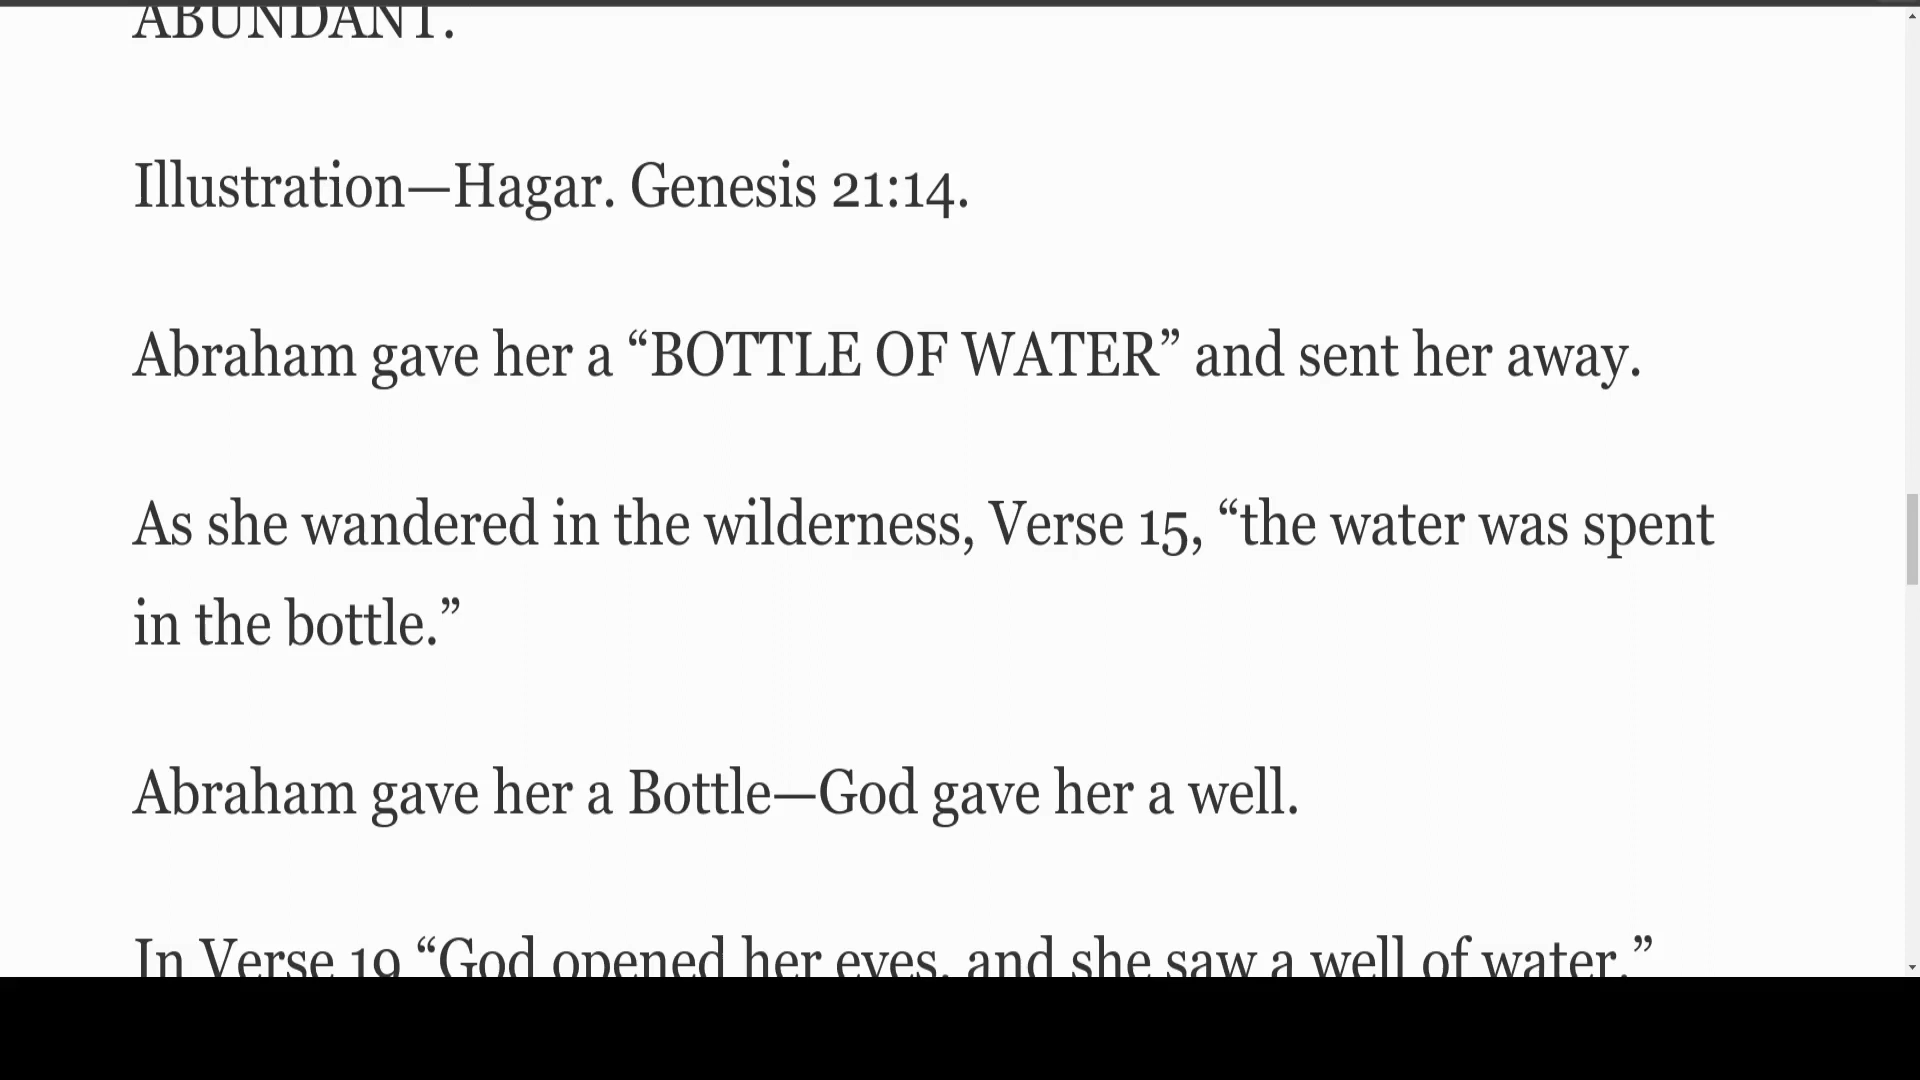 ABUNDANT.
Illustration—Hagar. Genesis 21:14.
Abraham gave her a “BOTTLE OF WATER” and sent her away.
As she wandered in the wilderness, Verse 15, “the water was spent
in the bottle.”
Abraham gave her a Bottle—God gave her a well.
In Verse 19 “God opened her eyes, and she saw a well of water.”